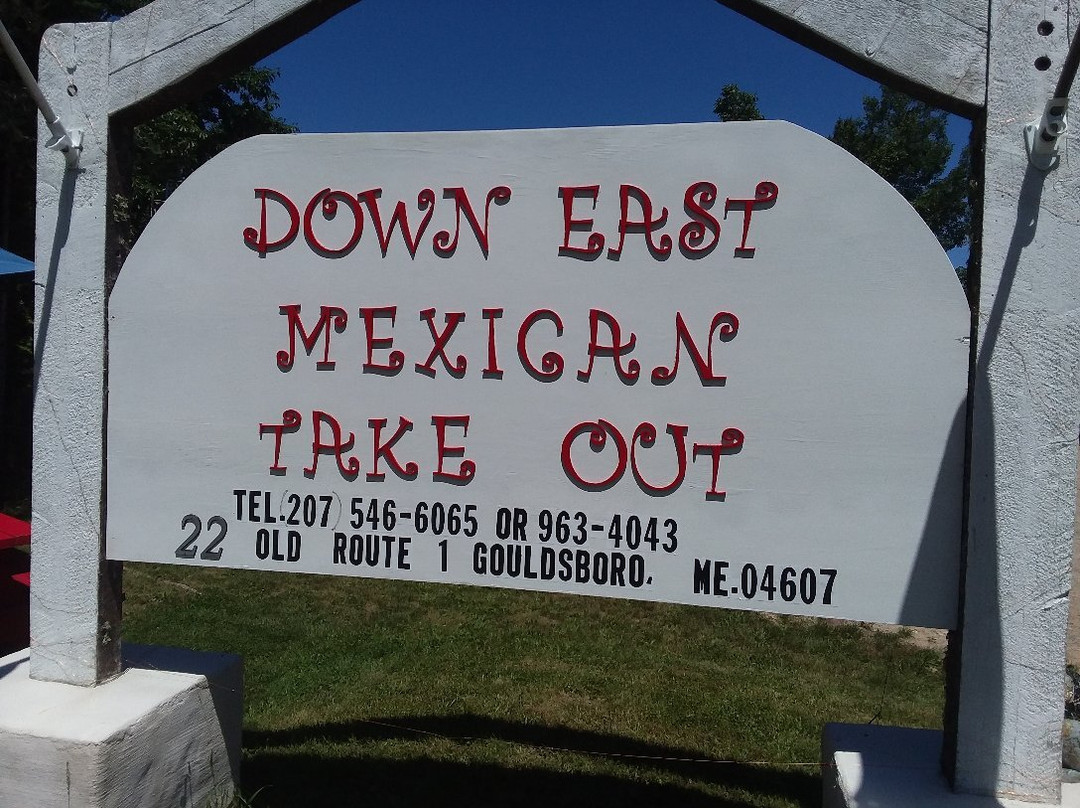 DOWN EAST
MEXICAN
TAKE OUT
TEL.(207) 546-6065 OR 963-4043
22 OLD ROUTE 1 GOULDSBORO, ME.04607